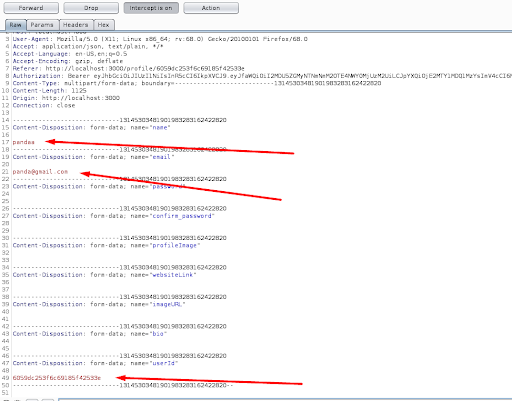 Forward Drop Intercept is on Action
Raw Params Headers Hex
3 User-Agent: Mozilla/5.0 (X11; Linux x86_64; rv:68.0) Gecko/20100101 Firefox/68.0
4 Accept: application/json, text/plain, */*
5 Accept-Language: en-US,en;q=0.5
6 Accept-Encoding: gzip, deflate
7 Referer: http://localhost:3000/profile/6059dc253f6c69185f42533e
8 Authorization: Bearer
9 Content-Type: multipart/form-data; boundary=---------------------------13145303481901983283162422820
10 Content-Length: 1125
11 Origin: http://localhost:3000
12 Connection: close
13
14 -----------------------------13145303481901983283162422820
15 Content-Disposition: form-data; name="name"
16
17 pandaa
18 -----------------------------13145303481901983283162422820
19 Content-Disposition: form-data; name="email"
20
21 panda@gmail.com
22 -----------------------------13145303481901983283162422820
23 Content-Disposition: form-data; name="password"
24
25
26 -----------------------------13145303481901983283162422820
27 Content-Disposition: form-data; name="confirm_password"
28
29
30 -----------------------------13145303481901983283162422820
31 Content-Disposition: form-data; name="profileImage"
32
33
34 -----------------------------13145303481901983283162422820
35 Content-Disposition: form-data; name="websiteLink"
36
37
38 -----------------------------13145303481901983283162422820
39 Content-Disposition: form-data; name="imageURL"
40
41
42 -----------------------------13145303481901983283162422820
43 Content-Disposition: form-data; name="bio"
44
45
46 -----------------------------13145303481901983283162422820
47 Content-Disposition: form-data; name="userId"
48
49 6059dc253f6c69185f42533e
50 -----------------------------13145303481901983283162422820--
51